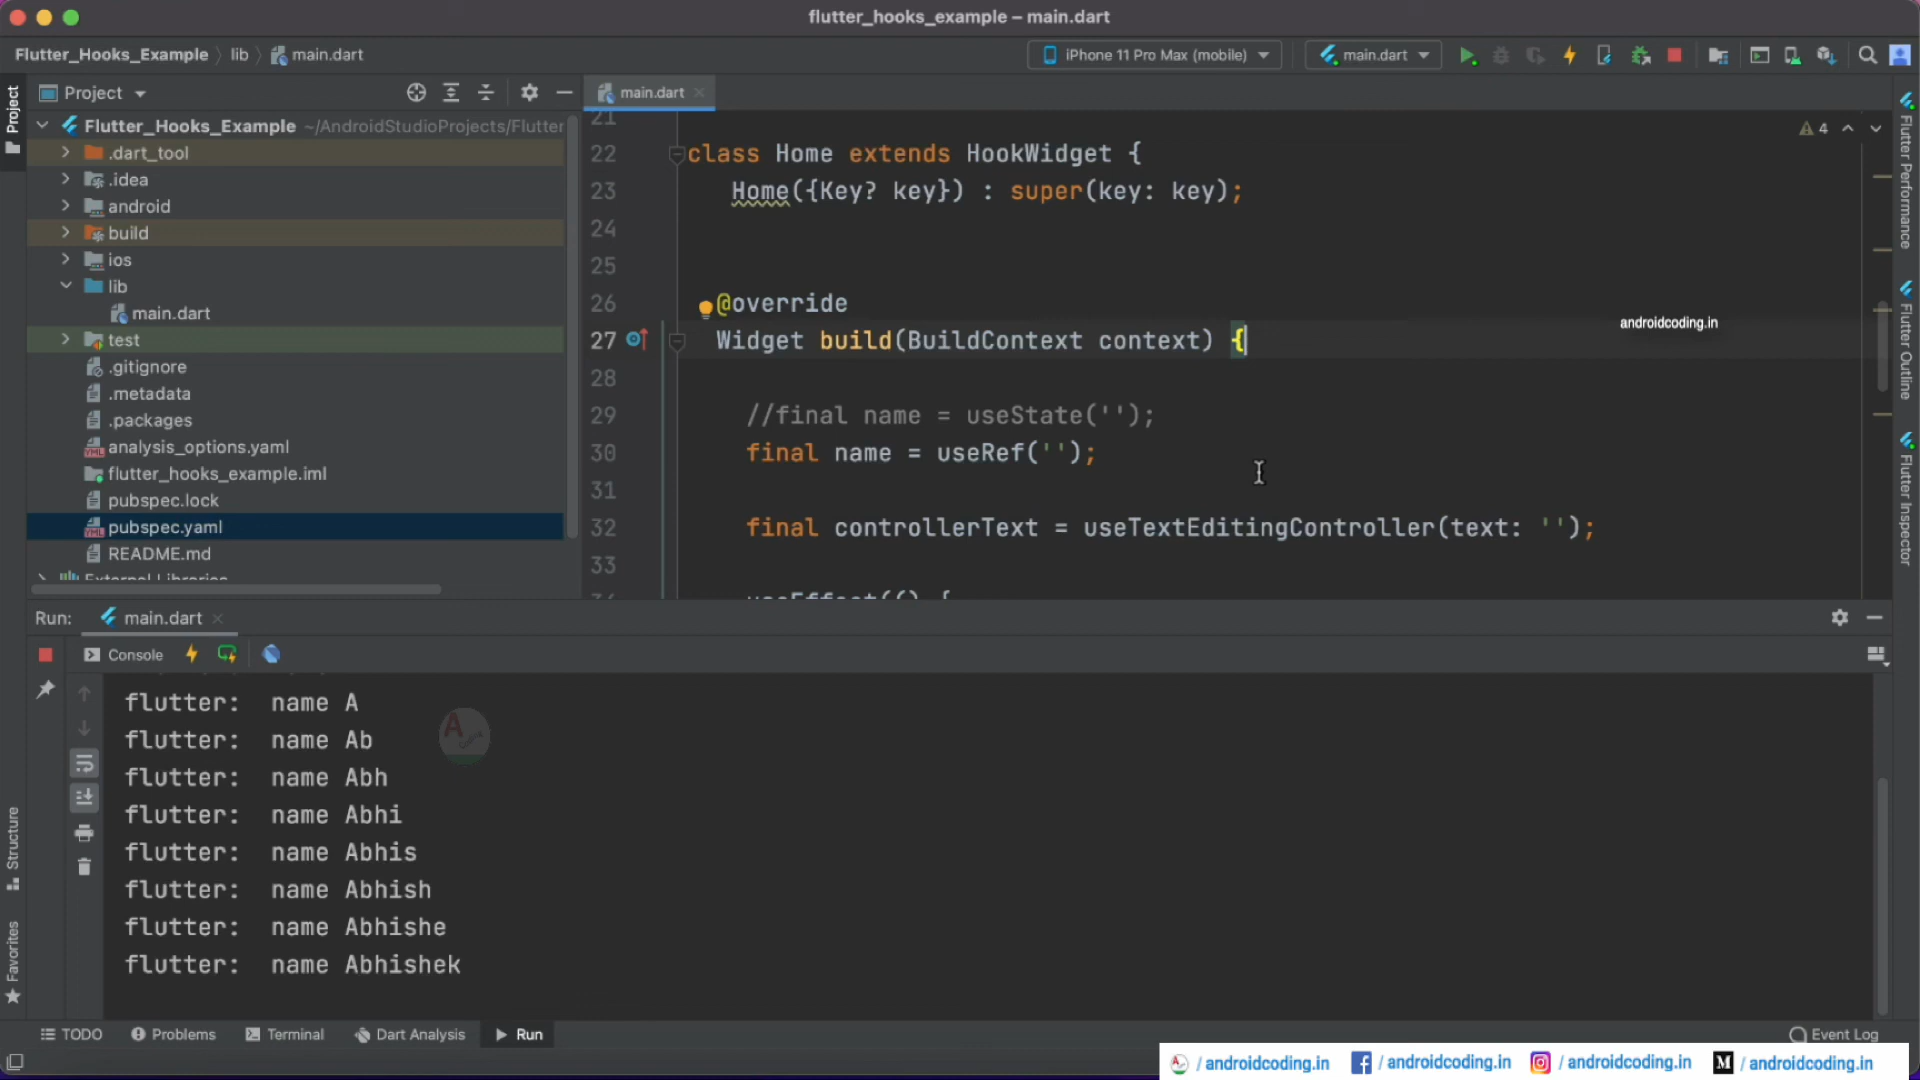 flutter_hooks_example – main.dart
Flutter_Hooks_Example
lib
main.dart
iPhone 11 Pro Max (mobile)
main.dart
Project
Project
main.dart
Flutter_Hooks_Example ~/AndroidStudioProjects/Flutter
.dart_tool
.idea
android
build
ios
lib
main.dart
test
.gitignore
.metadata
.packages
analysis_options.yaml
flutter_hooks_example.iml
pubspec.lock
pubspec.yaml
README.md
External Libraries
4
21
22 class Home extends HookWidget {
23 Home({Key? key}) : super(key: key);
24
25
26 @override
27 Widget build(BuildContext context) {
28
29 //final name = useState('');
30 final name = useRef('');
31
32 final controllerText = useTextEditingController(text: '');
33
34 useEffect(() {
androidcoding.in
Flutter Performance
Flutter Outline
Flutter Inspector
Run:
main.dart
Console
flutter: name A
flutter: name Ab
flutter: name Abh
flutter: name Abhi
flutter: name Abhis
flutter: name Abhish
flutter: name Abhishe
flutter: name Abhishek
A
Structure
Favorites
TODO
Problems
Terminal
Dart Analysis
Run
Event Log
/ androidcoding.in
/ androidcoding.in
/ androidcoding.in
M / androidcoding.in